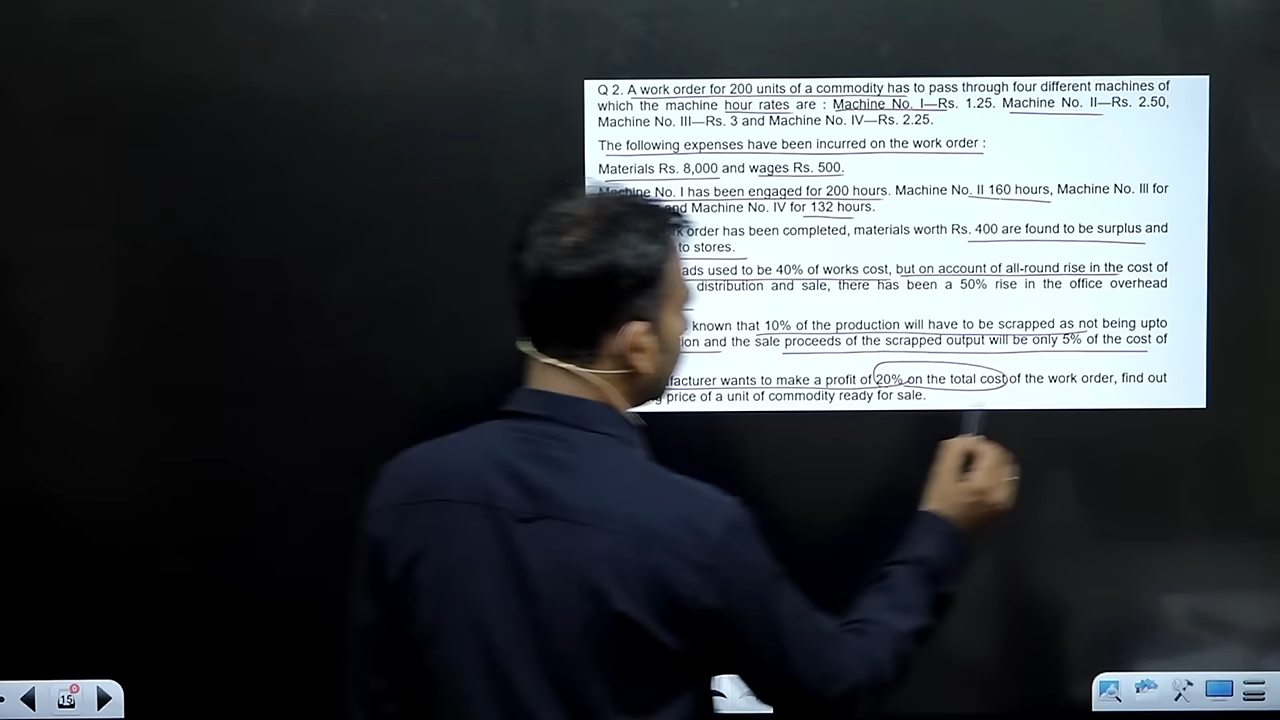 Q 2. A work order for 200 units of a commodity has to pass through four different machines of
which the machine hour rates are : Machine No. I—Rs. 1.25. Machine No. II—Rs. 2.50,
Machine No. III—Rs. 3 and Machine No. IV—Rs. 2.25.
The following expenses have been incurred on the work order :
Materials Rs. 8,000 and wages Rs. 500.
Machine No. I has been engaged for 200 hours. Machine No. II 160 hours, Machine No. III for
and Machine No. IV for 132 hours.
order has been completed, materials worth Rs. 400 are found to be surplus and
to stores.
used to be 40% of works cost, but on account of all-round rise in the cost of
distribution and sale, there has been a 50% rise in the office overhead
known that 10% of the production will have to be scrapped as not being upto
and the sale proceeds of the scrapped output will be only 5% of the cost of
wants to make a profit of 20% on the total cost of the work order, find out
price of a unit of commodity ready for sale.
15
0